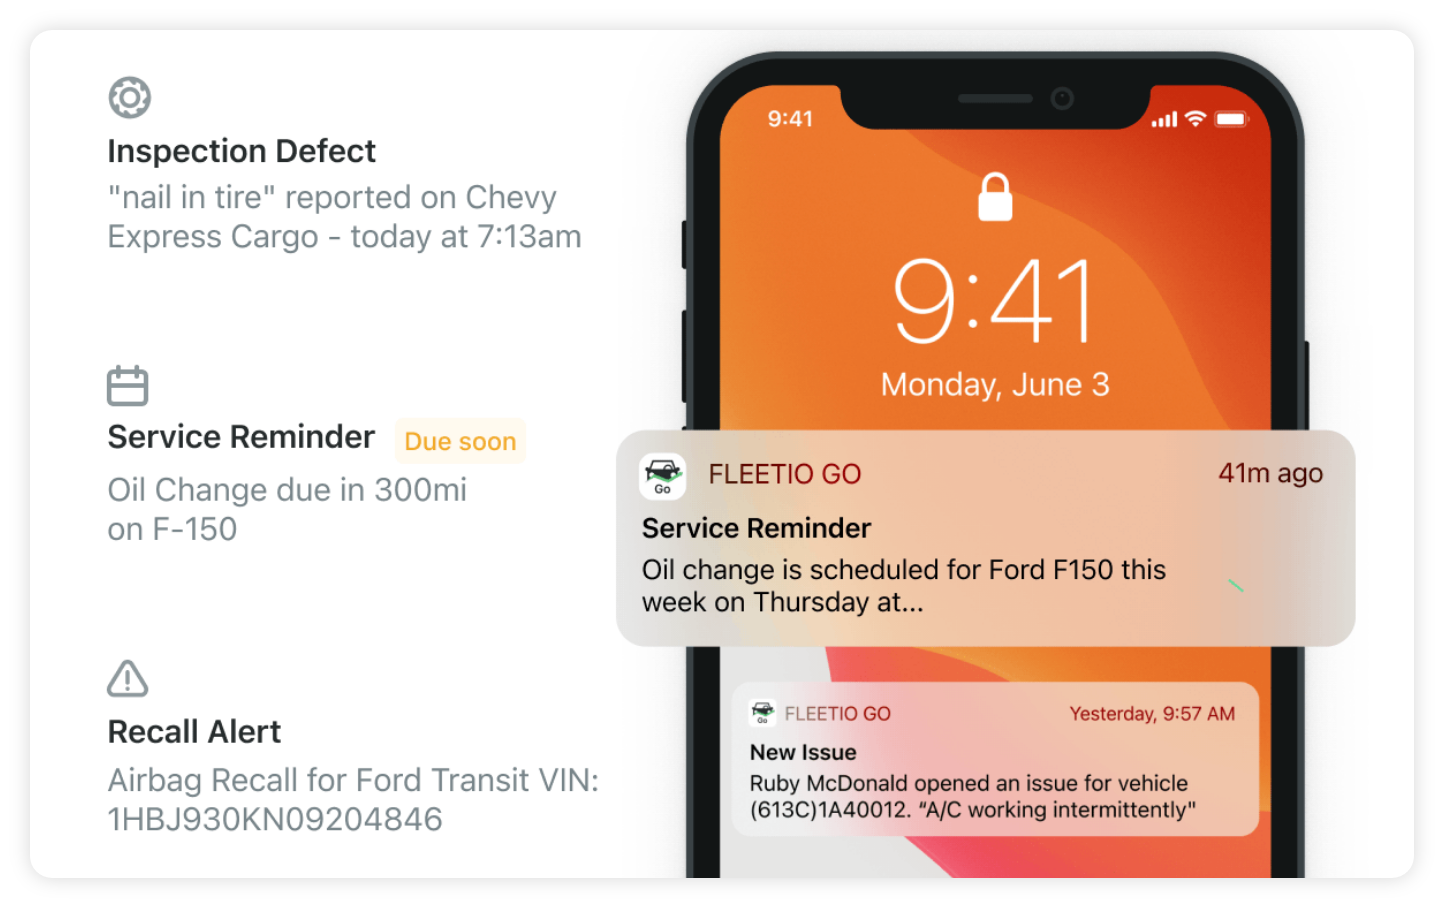 Inspection Defect
"nail in tire" reported on Chevy
Express Cargo - today at 7:13am
Service Reminder Due soon
Oil Change due in 300mi
on F-150
Recall Alert
Airbag Recall for Ford Transit VIN:
1HBJ930KN09204846
9:41
9:41
Monday, June 3
Go FLEETIO GO 41m ago
Service Reminder
Oil change is scheduled for Ford F150 this
week on Thursday at...
Go FLEETIO GO Yesterday, 9:57 AM
New Issue
Ruby McDonald opened an issue for vehicle
(613C)1A40012. “A/C working intermittently"